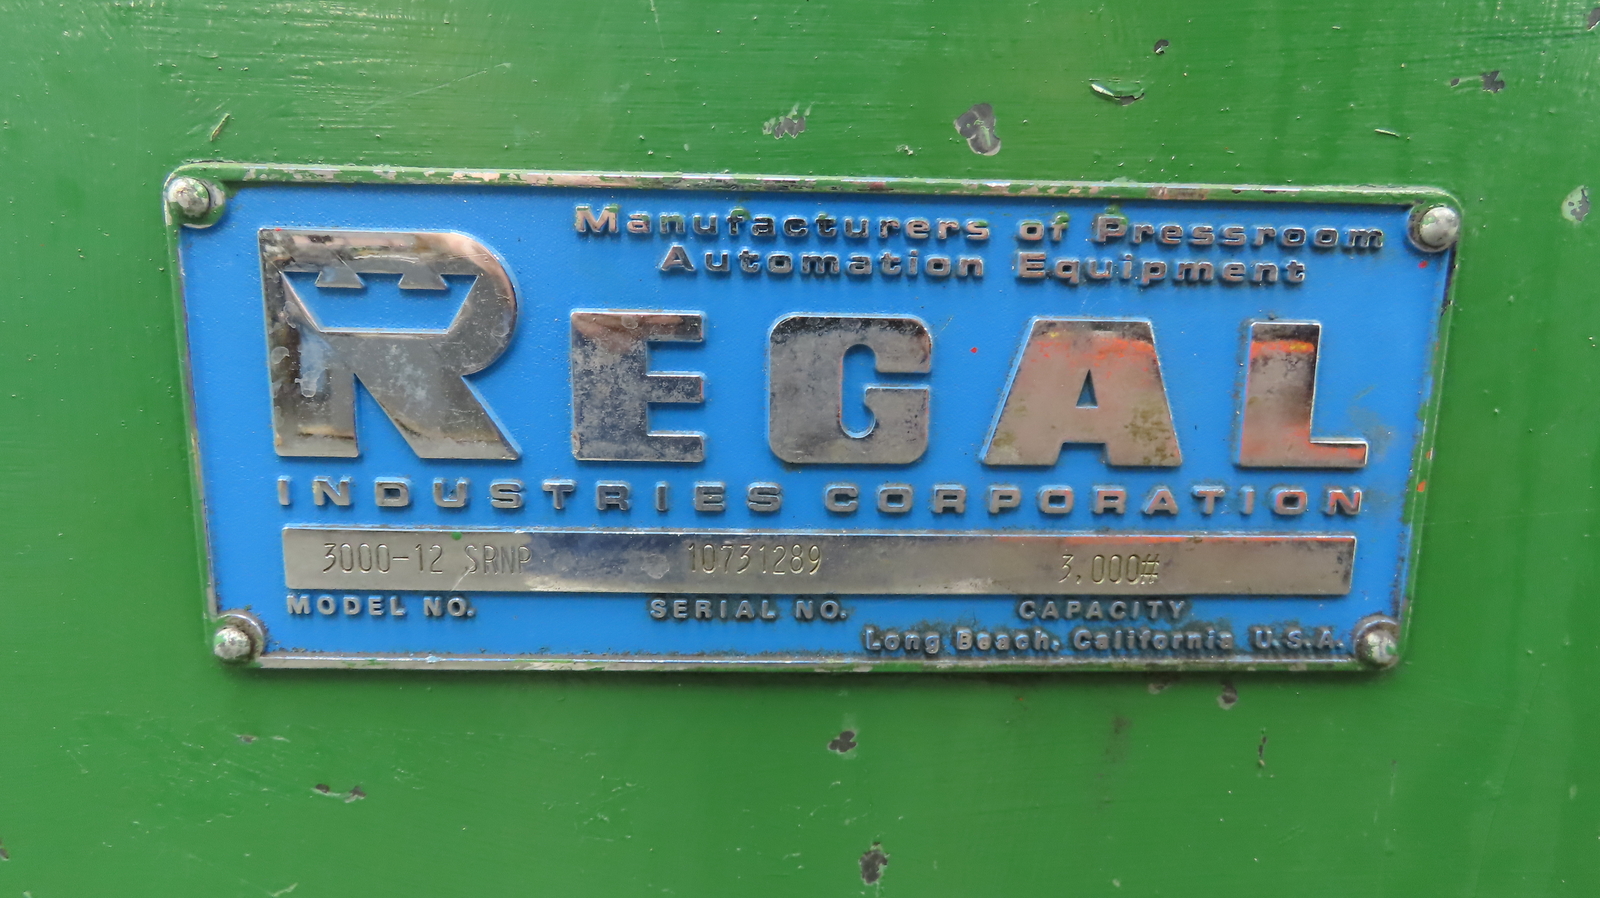 Manufacturers of Pressroom
Automation Equipment
REGAL
INDUSTRIES CORPORATION
3000-12 SRNP 10731289 3,000#
MODEL NO. SERIAL NO. CAPACITY
Long Beach, California U.S.A.